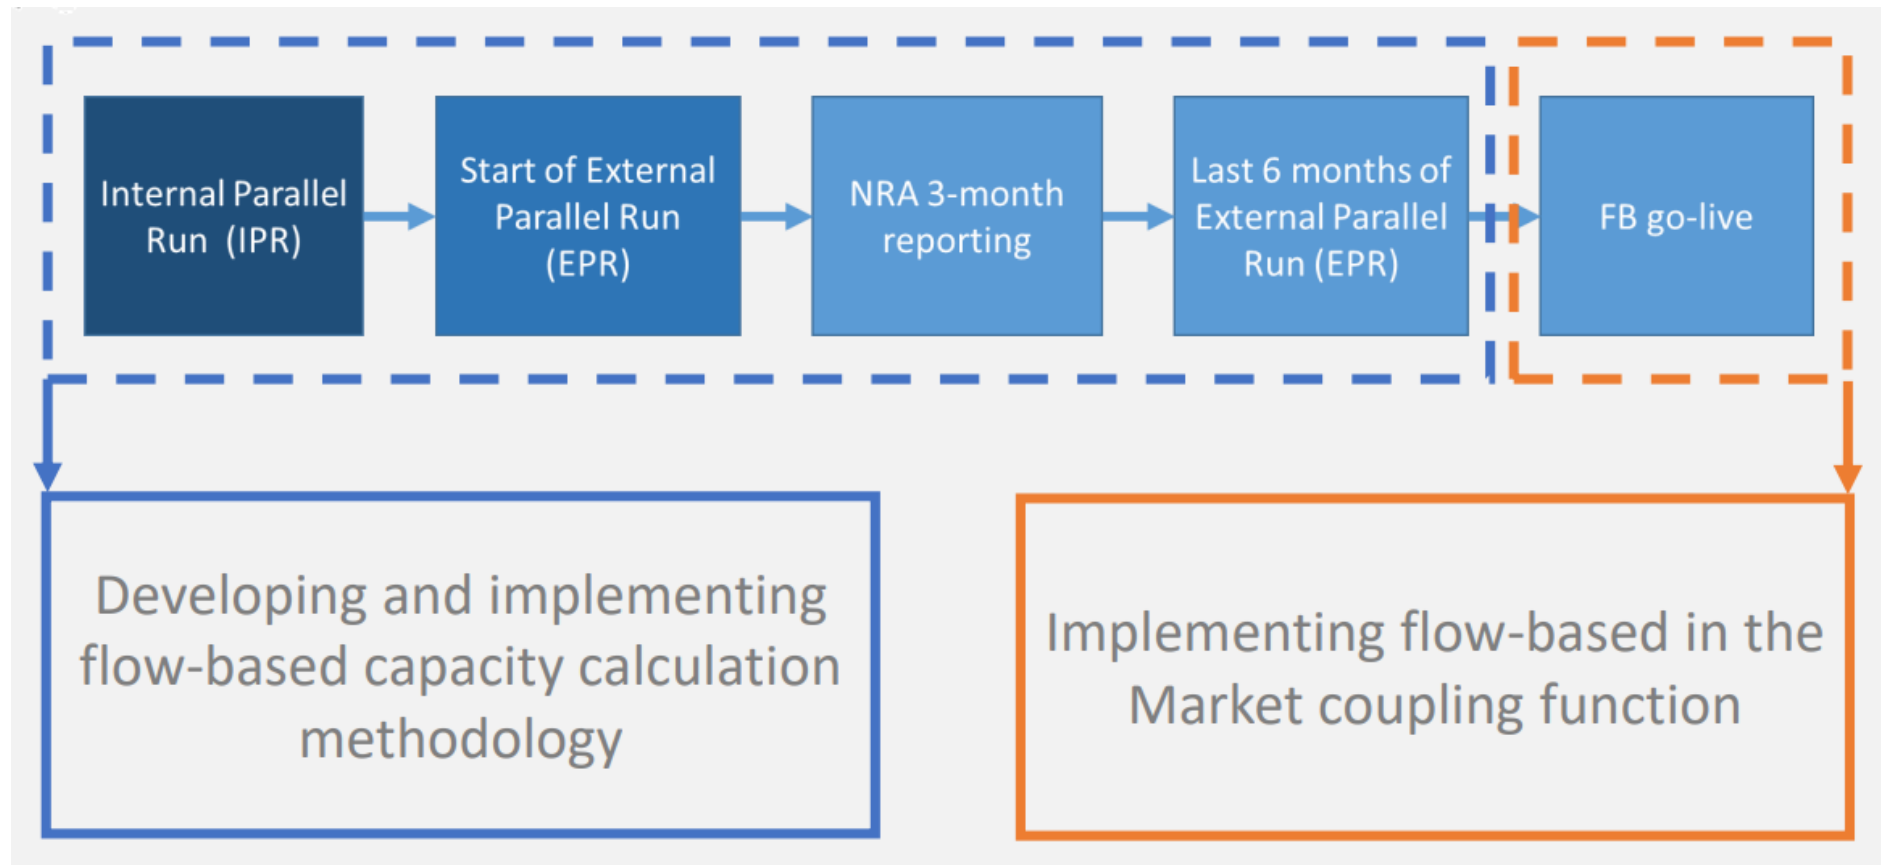 Internal Parallel
Run (IPR)
Start of External
Parallel Run
(EPR)
NRA 3-month
reporting
Last 6 months of
External Parallel
Run (EPR)
FB go-live
Developing and implementing
flow-based capacity calculation
methodology
Implementing flow-based in the
Market coupling function